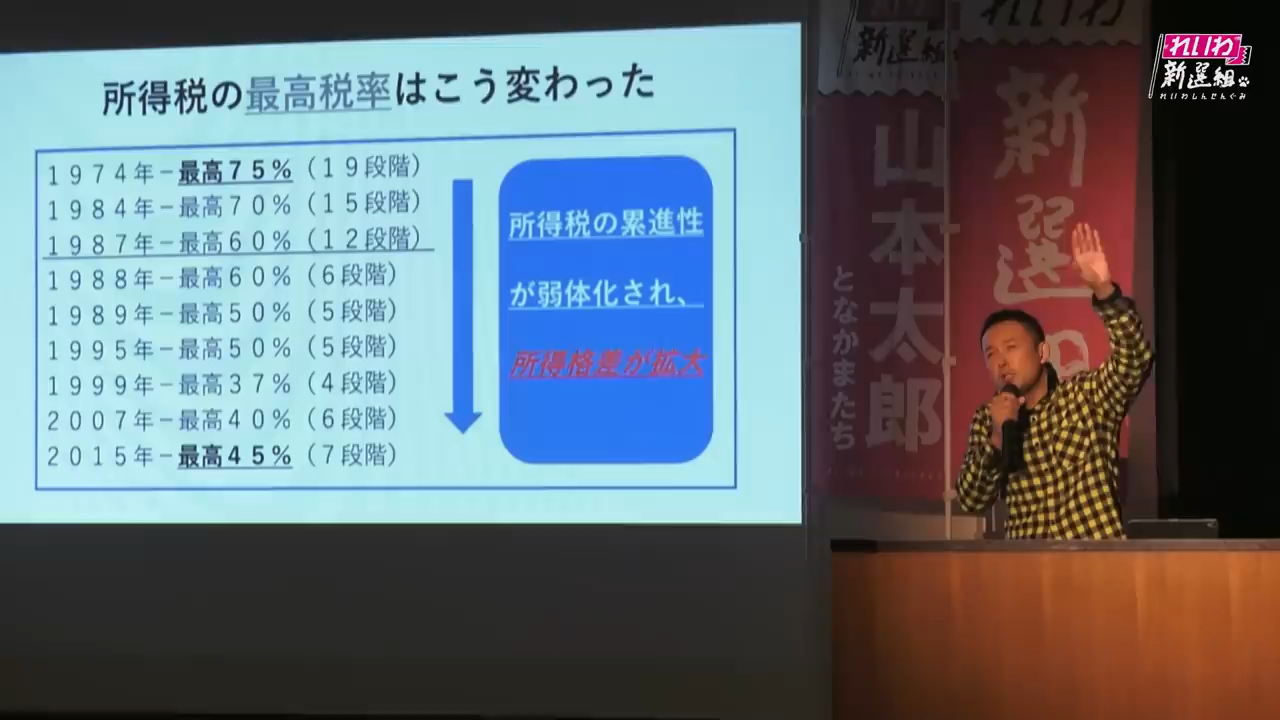 所得税の最高税率はこう変わった
１９７４年－最高７５％（１９段階）
１９８４年－最高７０％（１５段階）
１９８７年－最高６０％（１２段階）
１９８８年－最高６０％（６段階）
１９８９年－最高５０％（５段階）
１９９５年－最高５０％（５段階）
１９９９年－最高３７％（４段階）
２００７年－最高４０％（６段階）
２０１５年－最高４５％（７段階）
所得税の累進性
が弱体化され、
所得格差が拡大
れいわ
新選組
山本太郎
となかまたち
れいわ
新選
れいわ
新選組
れいわしんせんぐみ